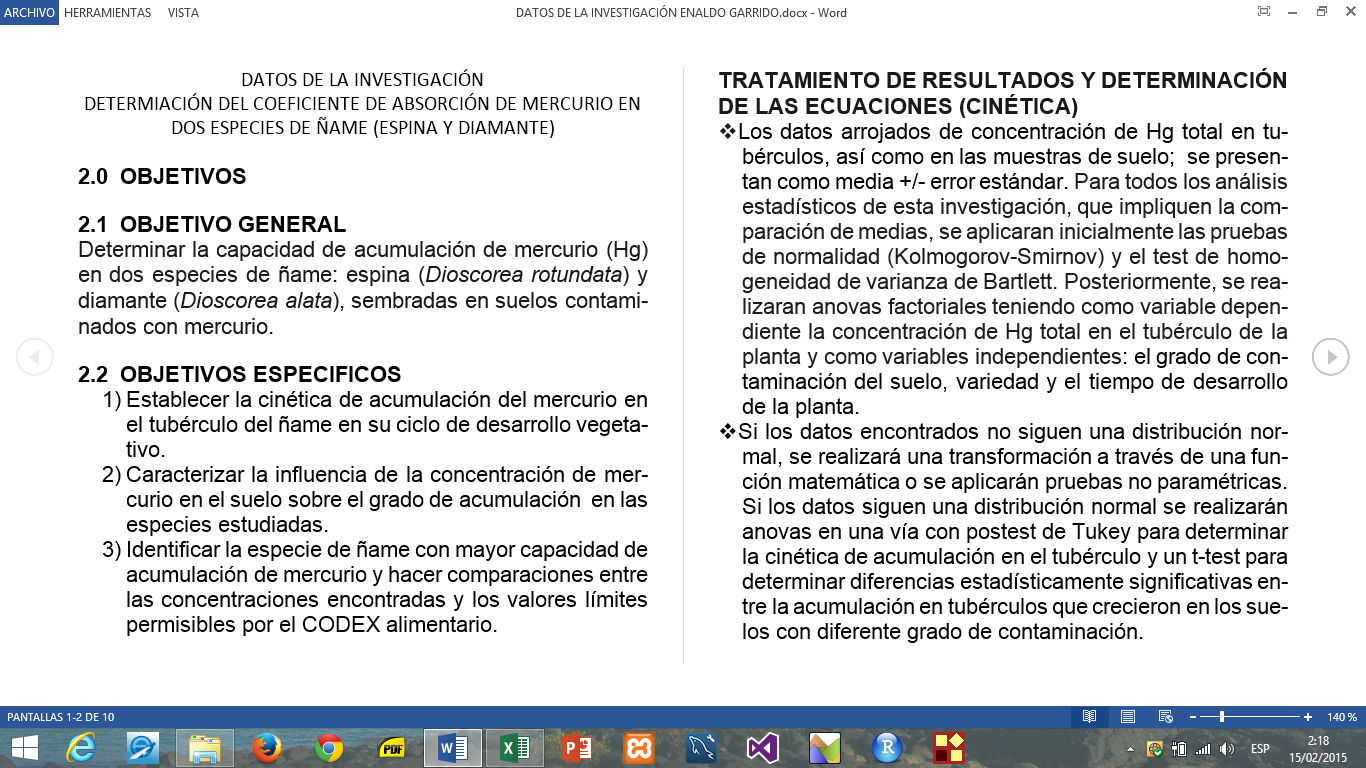 ARCHIVO HERRAMIENTAS VISTA
DATOS DE LA INVESTIGACIÓN ENALDO GARRIDO.docx - Word
DATOS DE LA INVESTIGACIÓN
DETERMIACIÓN DEL COEFICIENTE DE ABSORCIÓN DE MERCURIO EN
DOS ESPECIES DE ÑAME (ESPINA Y DIAMANTE)
2.0 OBJETIVOS
2.1 OBJETIVO GENERAL
Determinar la capacidad de acumulación de mercurio (Hg)
en dos especies de ñame: espina (Dioscorea rotundata) y
diamante (Dioscorea alata), sembradas en suelos contami-
nados con mercurio.
2.2 OBJETIVOS ESPECIFICOS
1) Establecer la cinética de acumulación del mercurio en
el tubérculo del ñame en su ciclo de desarrollo vegeta-
tivo.
2) Caracterizar la influencia de la concentración de mer-
curio en el suelo sobre el grado de acumulación en las
especies estudiadas.
3) Identificar la especie de ñame con mayor capacidad de
acumulación de mercurio y hacer comparaciones entre
las concentraciones encontradas y los valores límites
permisibles por el CODEX alimentario.
TRATAMIENTO DE RESULTADOS Y DETERMINACIÓN
DE LAS ECUACIONES (CINÉTICA)
❖Los datos arrojados de concentración de Hg total en tu-
bérculos, así como en las muestras de suelo; se presen-
tan como media +/- error estándar. Para todos los análisis
estadísticos de esta investigación, que impliquen la com-
paración de medias, se aplicaran inicialmente las pruebas
de normalidad (Kolmogorov-Smirnov) y el test de homo-
geneidad de varianza de Bartlett. Posteriormente, se rea-
lizaran anovas factoriales teniendo como variable depen-
diente la concentración de Hg total en el tubérculo de la
planta y como variables independientes: el grado de con-
taminación del suelo, variedad y el tiempo de desarrollo
de la planta.
❖Si los datos encontrados no siguen una distribución nor-
mal, se realizará una transformación a través de una fun-
ción matemática o se aplicarán pruebas no paramétricas.
Si los datos siguen una distribución normal se realizarán
anovas en una vía con postest de Tukey para determinar
la cinética de acumulación en el tubérculo y un t-test para
determinar diferencias estadísticamente significativas en-
tre la acumulación en tubérculos que crecieron en los sue-
los con diferente grado de contaminación.
PANTALLAS 1-2 DE 10
140 %
PDF
ESP
2:18
15/02/2015